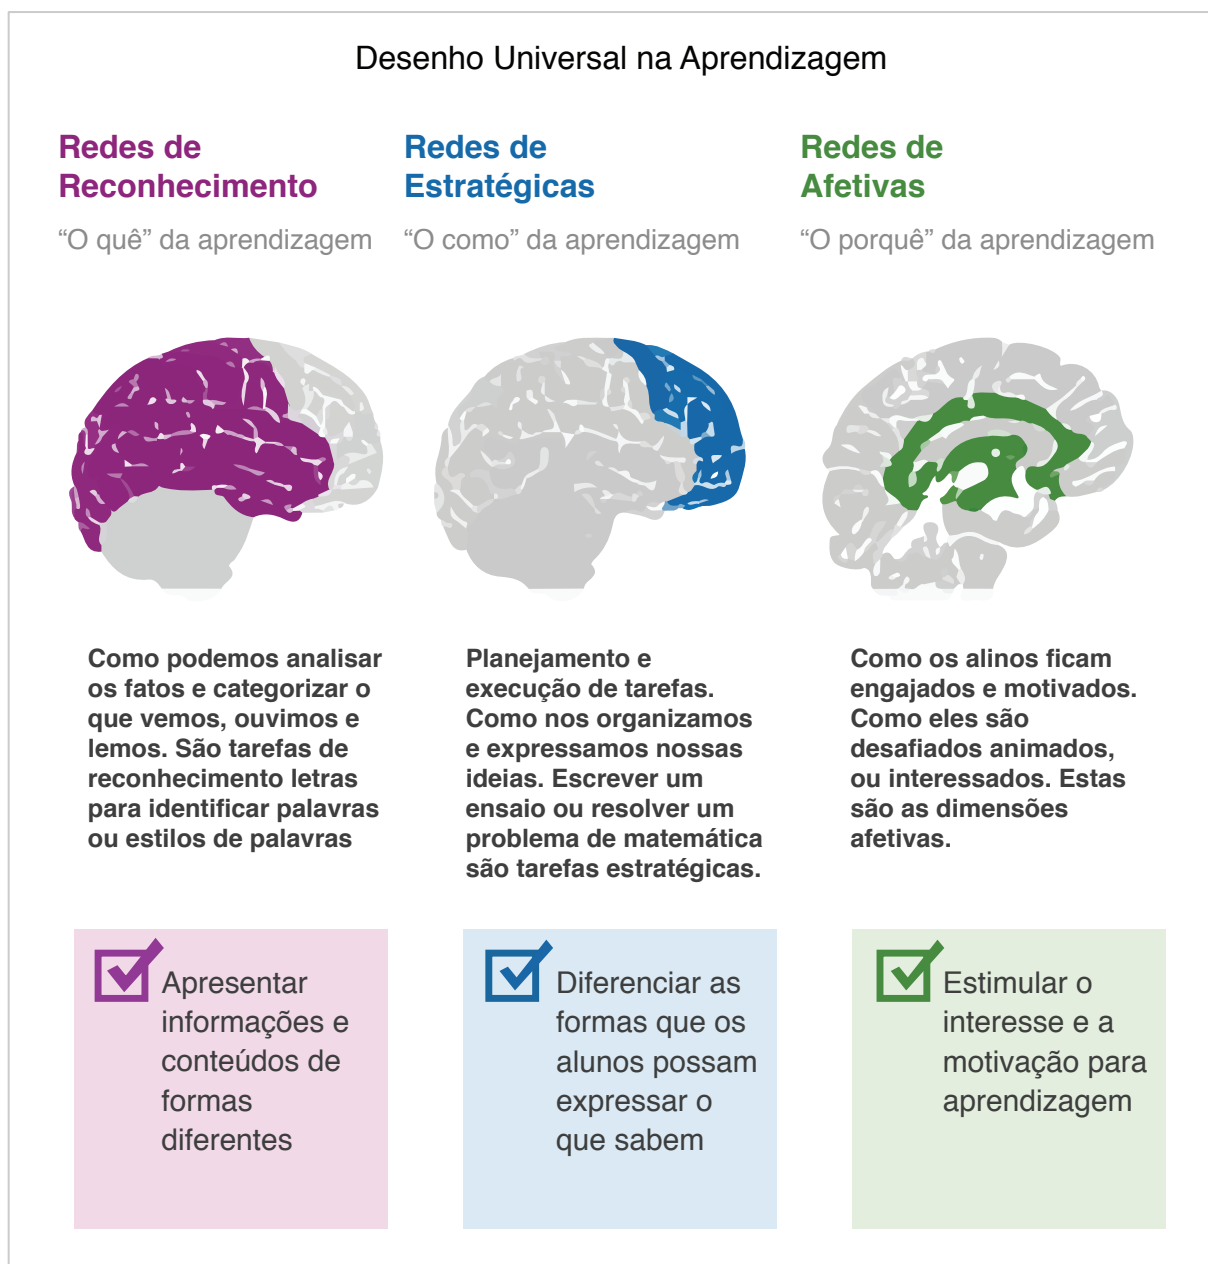 Desenho Universal na Aprendizagem
Redes de
Reconhecimento
“O quê” da aprendizagem
Redes de
Estratégicas
“O como” da aprendizagem
Redes de
Afetivas
“O porquê” da aprendizagem
Como podemos analisar
os fatos e categorizar o
que vemos, ouvimos e
lemos. São tarefas de
reconhecimento letras
para identificar palavras
ou estilos de palavras
Planejamento e
execução de tarefas.
Como nos organizamos
e expressamos nossas
ideias. Escrever um
ensaio ou resolver um
problema de matemática
são tarefas estratégicas.
Como os alinos ficam
engajados e motivados.
Como eles são
desafiados animados,
ou interessados. Estas
são as dimensões
afetivas.
Apresentar
informações e
conteúdos de
formas
diferentes
Diferenciar as
formas que os
alunos possam
expressar o
que sabem
Estimular o
interesse e a
motivação para
aprendizagem